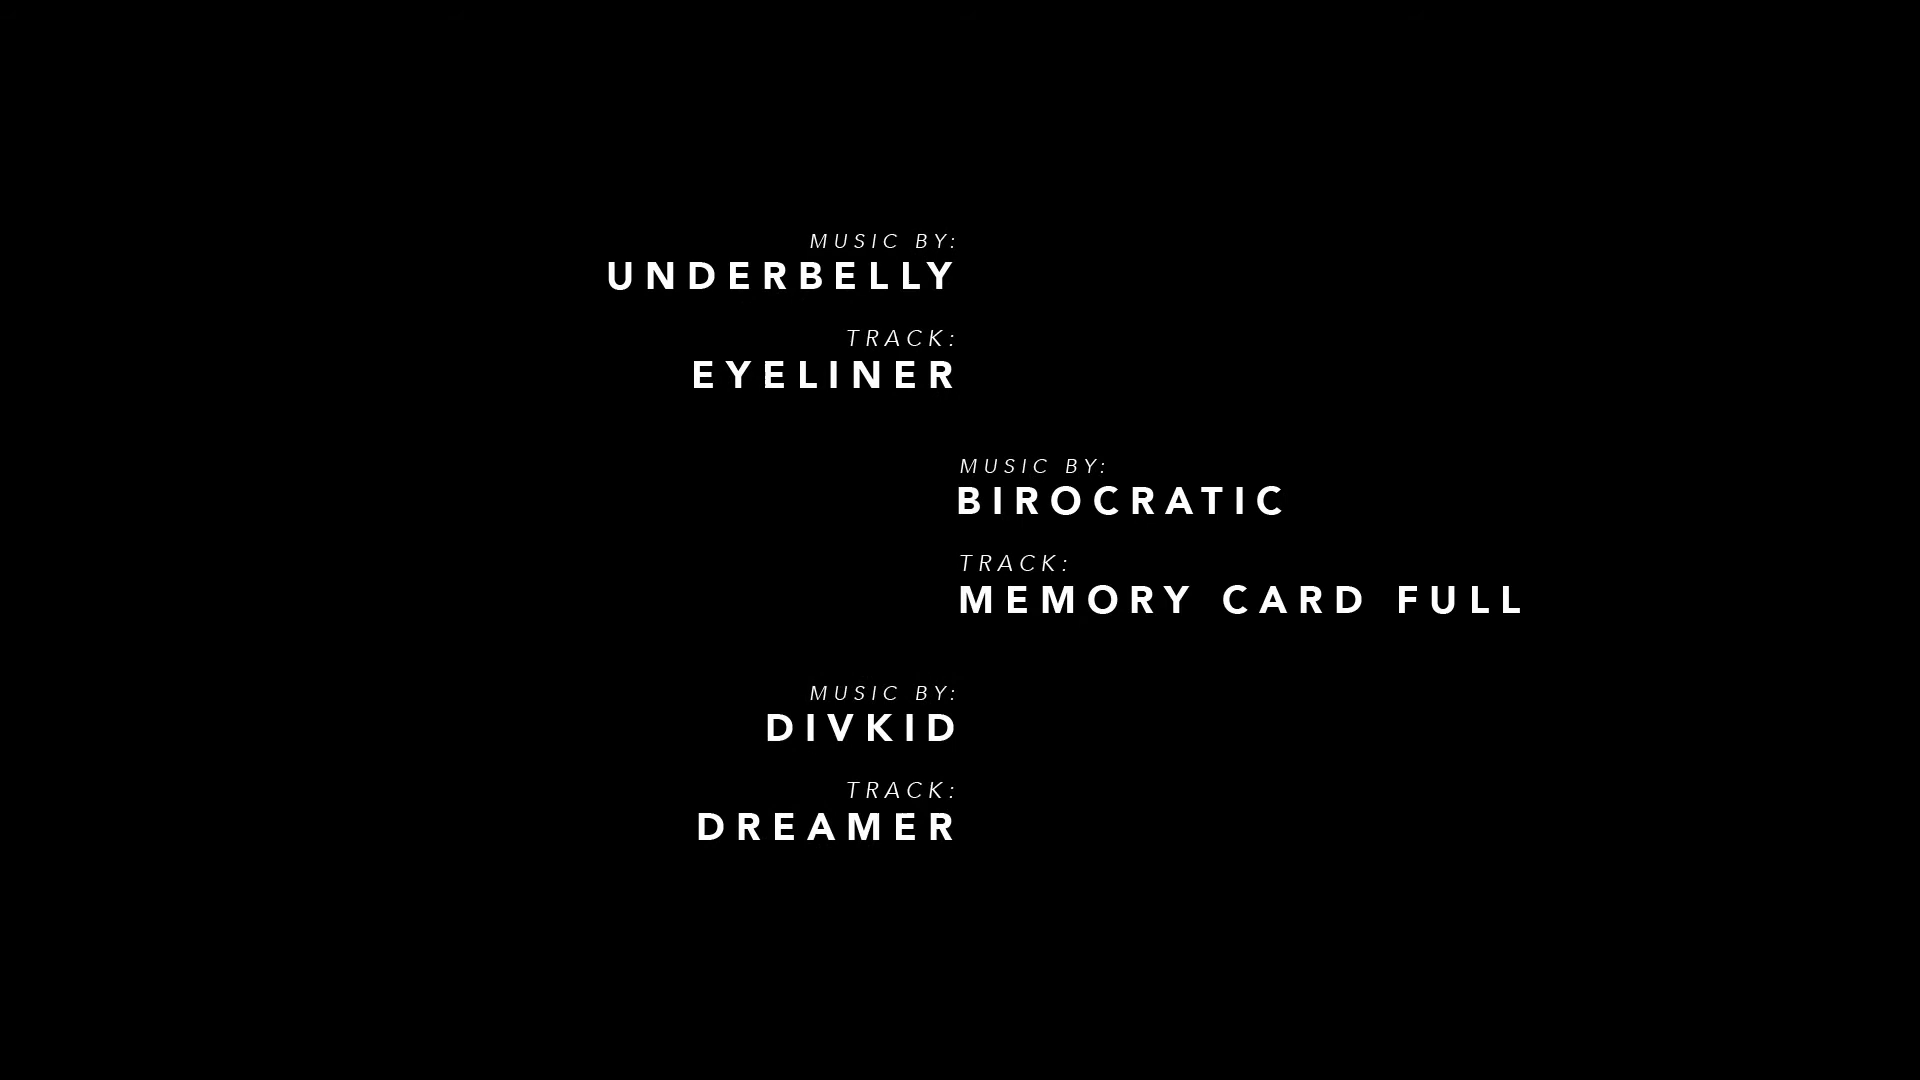 MUSIC BY:
UNDERBELLY
TRACK:
EYELINER
MUSIC BY:
BIROCRATIC
TRACK:
MEMORY CARD FULL
MUSIC BY:
DIVKID
TRACK:
DREAMER